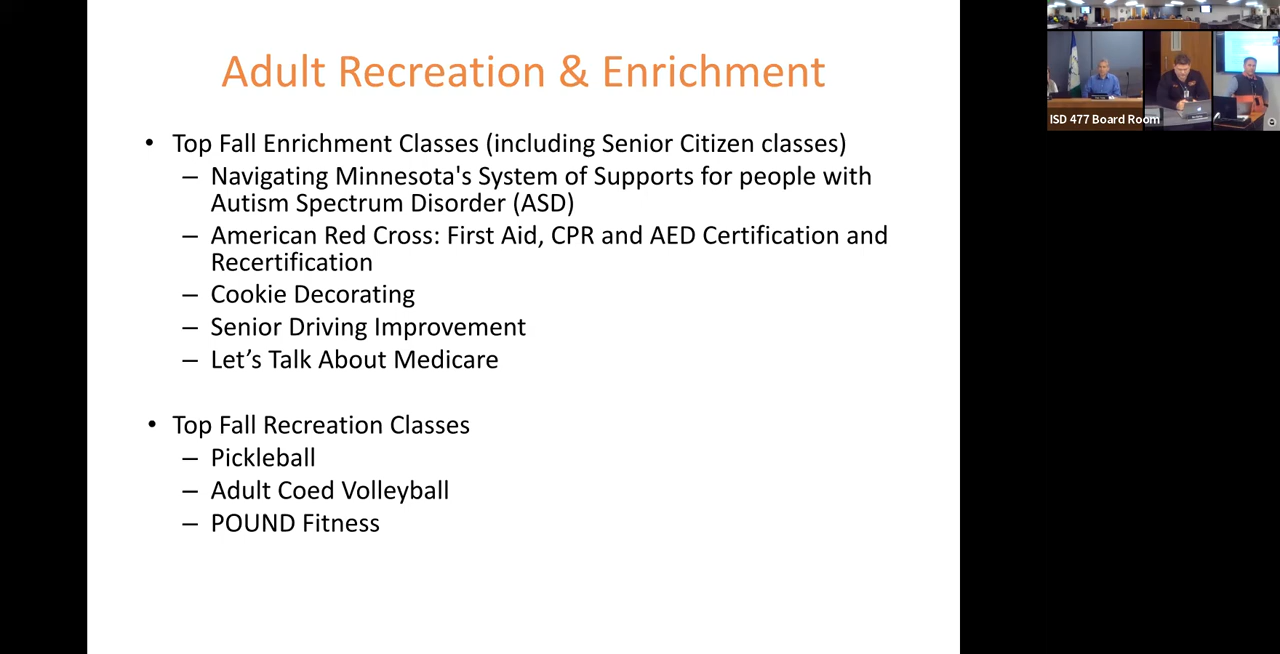 Adult Recreation & Enrichment
• Top Fall Enrichment Classes (including Senior Citizen classes)
– Navigating Minnesota's System of Supports for people with
Autism Spectrum Disorder (ASD)
– American Red Cross: First Aid, CPR and AED Certification and
Recertification
– Cookie Decorating
– Senior Driving Improvement
– Let’s Talk About Medicare
• Top Fall Recreation Classes
– Pickleball
– Adult Coed Volleyball
– POUND Fitness
ISD 477 Board Room